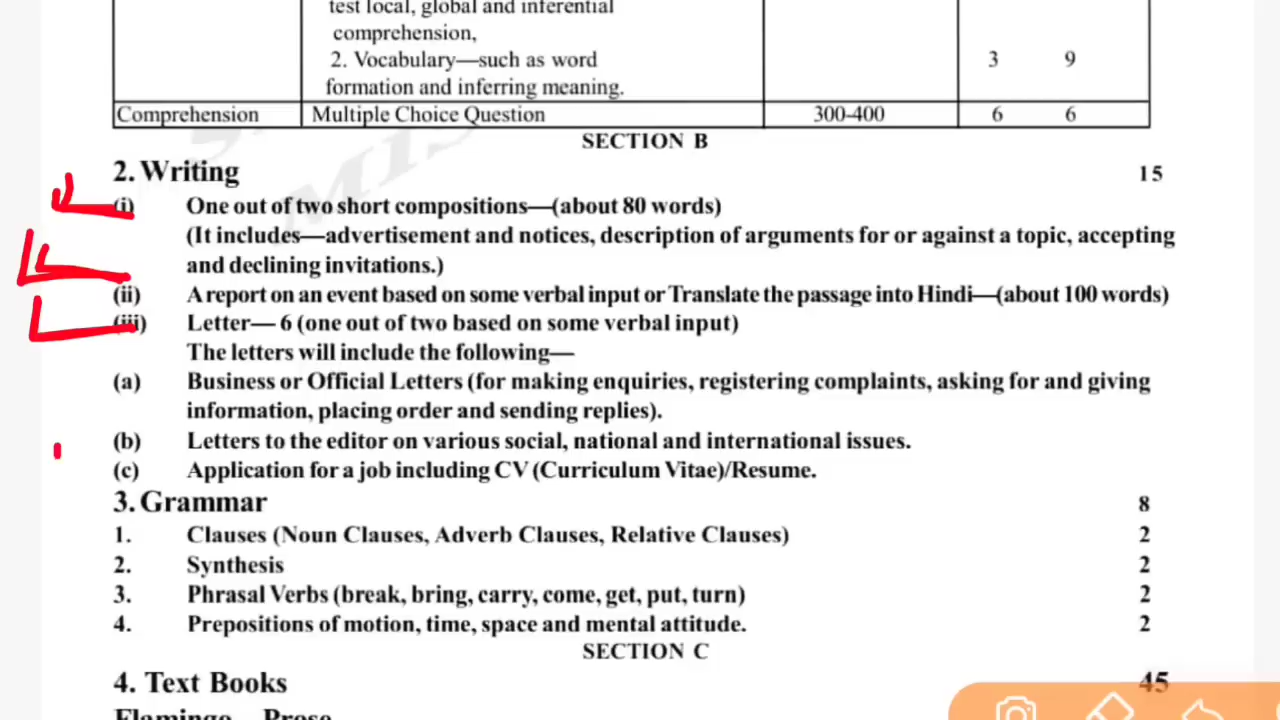 test local, global and inferential
comprehension,
2. Vocabulary—such as word 3 9
formation and inferring meaning.
Comprehension Multiple Choice Question 300-400 6 6
SECTION B
2. Writing 15
(i) One out of two short compositions—(about 80 words)
(It includes—advertisement and notices, description of arguments for or against a topic, accepting
and declining invitations.)
(ii) A report on an event based on some verbal input or Translate the passage into Hindi—(about 100 words)
(iii) Letter— 6 (one out of two based on some verbal input)
The letters will include the following—
(a) Business or Official Letters (for making enquiries, registering complaints, asking for and giving
information, placing order and sending replies).
(b) Letters to the editor on various social, national and international issues.
(c) Application for a job including CV (Curriculum Vitae)/Resume.
3. Grammar 8
1. Clauses (Noun Clauses, Adverb Clauses, Relative Clauses) 2
2. Synthesis 2
3. Phrasal Verbs (break, bring, carry, come, get, put, turn) 2
4. Prepositions of motion, time, space and mental attitude. 2
SECTION C
4. Text Books 45
Flamingo Prose